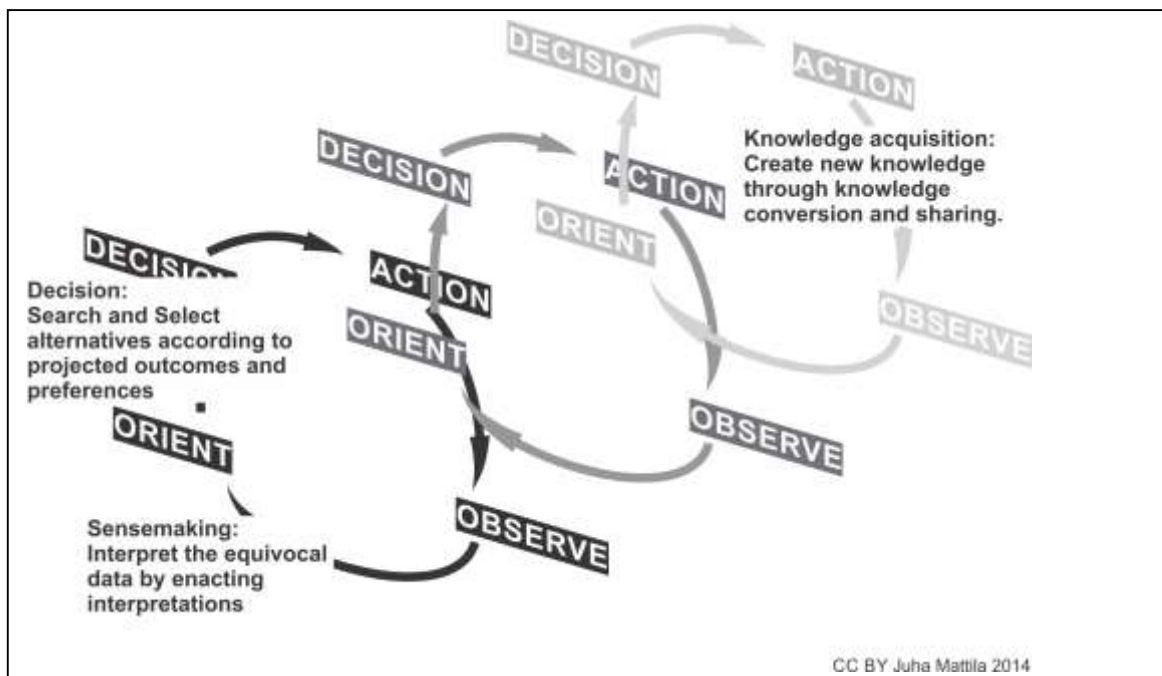 DECISION
ACTION
DECISION
ACTION
Knowledge acquisition:
Create new knowledge
through knowledge
conversion and sharing.
ORIENT
DECISION
ACTION
OBSERVE
Decision:
Search and Select
alternatives according to
projected outcomes and
preferences
ORIENT
ORIENT
OBSERVE
Sensemaking:
Interpret the equivocal
data by enacting
interpretations
OBSERVE
CC BY Juha Mattila 2014